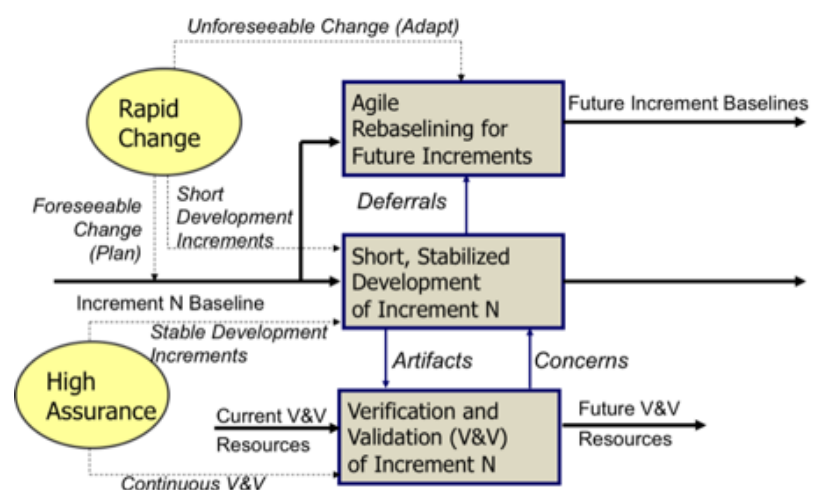 Unforeseeable Change (Adapt)
Rapid
Change
Agile
Rebaselining for
Future Increments
Future Increment Baselines
Foreseeable
Change
(Plan)
Short
Development
Increments
Deferrals
Short, Stabilized
Development
of Increment N
Increment N Baseline
Stable Development
Increments
Artifacts
Concerns
High
Assurance
Current V&V
Resources
Verification and
Validation (V&V)
of Increment N
Future V&V
Resources
Continuous V&V